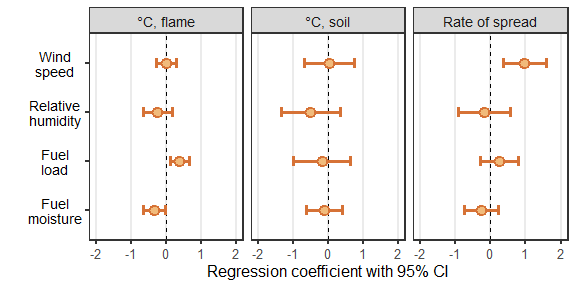 °C, flame
°C, soil
Rate of spread
Wind
speed
Relative
humidity
Fuel
load
Fuel
moisture
-2 -1 0 1 2
-2 -1 0 1 2
-2 -1 0 1 2
Regression coefficient with 95% CI